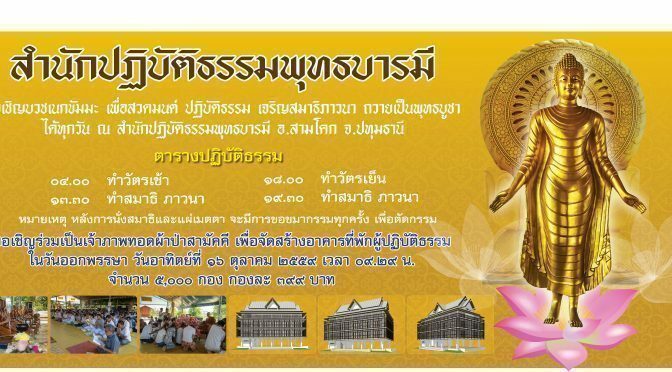 สำนักปฏิบัติธรรมพุทธบารมี
เชิญบวชเนกขัมมะ เพื่อสวดมนต์ ปฏิบัติธรรม เจริญสมาธิภาวนา ถวายเป็นพุทธบูชา
ได้ทุกวัน ณ สำนักปฏิบัติธรรมพุทธบารมี อ.สามโคก จ.ปทุมธานี
ตารางปฏิบัติธรรม
๐๔.๐๐ ทำวัตรเช้า ๑๘.๐๐ ทำวัตรเย็น
๑๓.๓๐ ทำสมาธิ ภาวนา ๑๙.๓๐ ทำสมาธิ ภาวนา
หมายเหตุ หลังการนั่งสมาธิและแผ่เมตตา จะมีการขอขมากรรมทุกครั้ง เพื่อตัดกรรม
อเชิญร่วมเป็นเจ้าภาพทอดผ้าป่าสามัคคี เพื่อจัดสร้างอาคารที่พักผู้ปฏิบัติธรรม
ในวันออกพรรษา วันอาทิตย์ที่ ๑๖ ตุลาคม ๒๕๕๙ เวลา ๐๙.๒๙ น.
จำนวน ๕,๐๐๐ กอง กองละ ๓๙๙ บาท